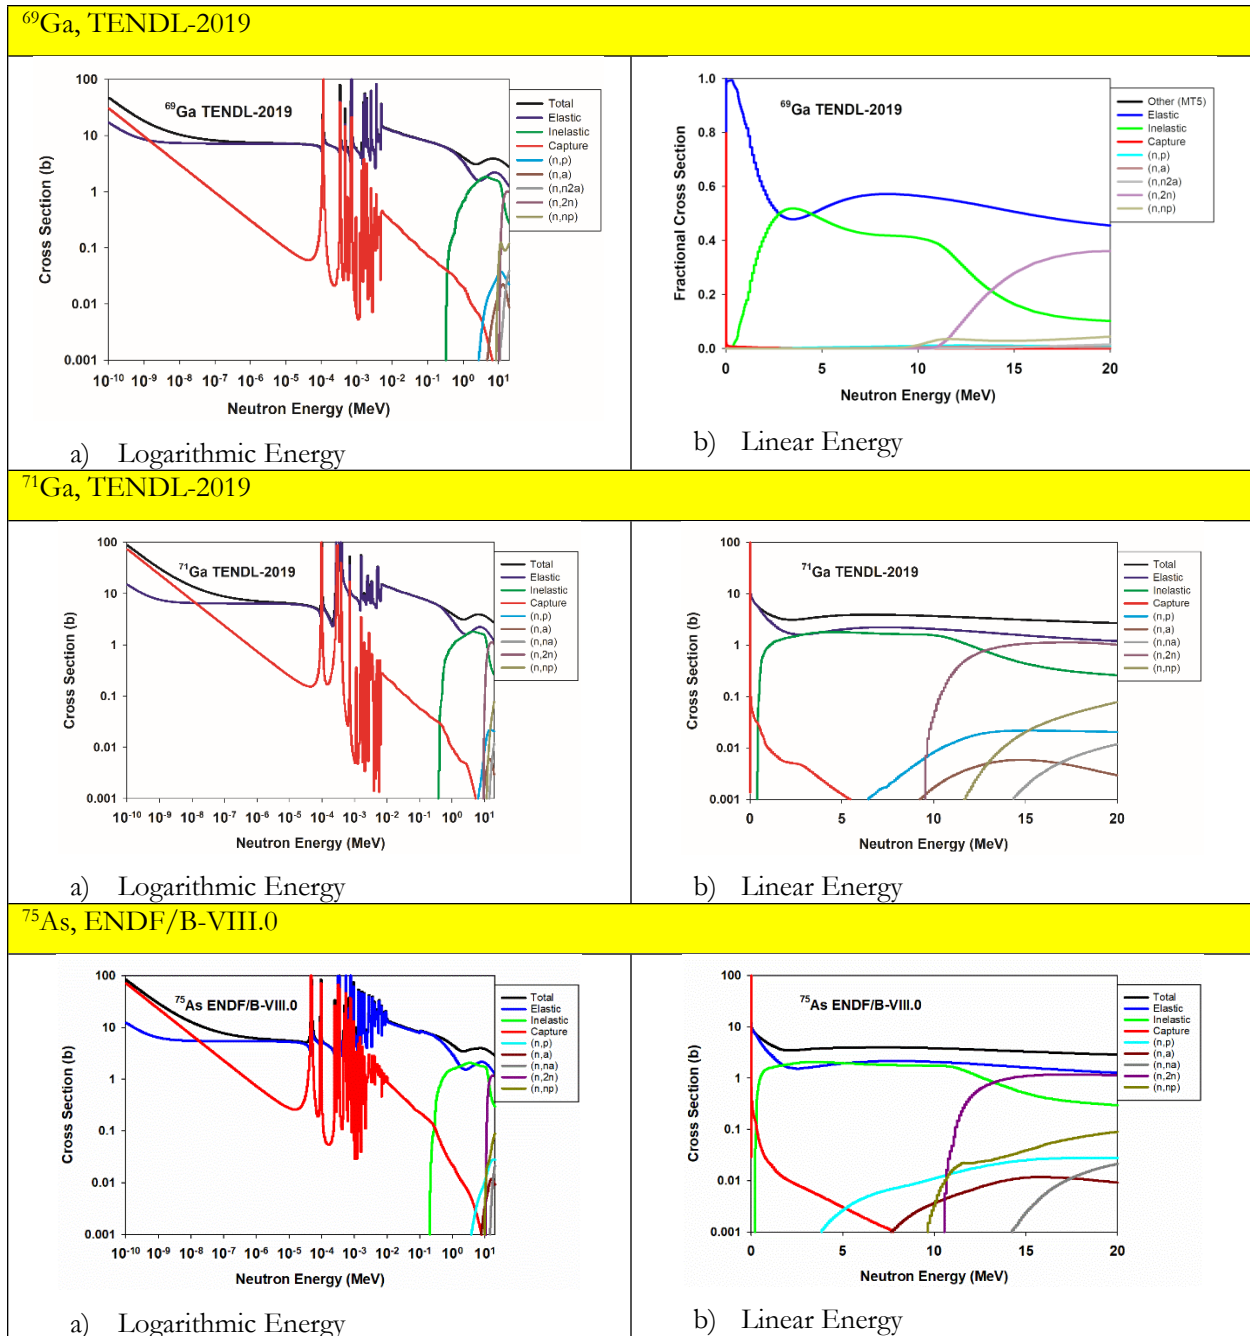 ⁶⁹Ga, TENDL-2019
⁶⁹Ga TENDL-2019
Cross Section (b)
100
10
1
0.1
0.01
0.001
10⁻¹⁰ 10⁻⁹ 10⁻⁸ 10⁻⁷ 10⁻⁶ 10⁻⁵ 10⁻⁴ 10⁻³ 10⁻² 10⁻¹ 10⁰ 10¹
Neutron Energy (MeV)
Total
Elastic
Inelastic
Capture
(n,p)
(n,a)
(n,n2a)
(n,2n)
(n,np)
a) Logarithmic Energy
⁶⁹Ga TENDL-2019
Fractional Cross Section
1.0
0.8
0.6
0.4
0.2
0.0
0 5 10 15 20
Neutron Energy (MeV)
Other (MT5)
Elastic
Inelastic
Capture
(n,p)
(n,a)
(n,n2a)
(n,2n)
(n,np)
b) Linear Energy
⁷¹Ga, TENDL-2019
⁷¹Ga TENDL-2019
Cross Section (b)
100
10
1
0.1
0.01
0.001
10⁻¹⁰ 10⁻⁹ 10⁻⁸ 10⁻⁷ 10⁻⁶ 10⁻⁵ 10⁻⁴ 10⁻³ 10⁻² 10⁻¹ 10⁰ 10¹
Neutron Energy (MeV)
Total
Elastic
Inelastic
Capture
(n,p)
(n,a)
(n,na)
(n,2n)
(n,np)
a) Logarithmic Energy
⁷¹Ga TENDL-2019
Cross Section (b)
100
10
1
0.1
0.01
0.001
0 5 10 15 20
Neutron Energy (MeV)
Total
Elastic
Inelastic
Capture
(n,p)
(n,a)
(n,na)
(n,2n)
(n,np)
b) Linear Energy
⁷⁵As, ENDF/B-VIII.0
⁷⁵As ENDF/B-VIII.0
Cross Section (b)
100
10
1
0.1
0.01
0.001
10⁻¹⁰ 10⁻⁹ 10⁻⁸ 10⁻⁷ 10⁻⁶ 10⁻⁵ 10⁻⁴ 10⁻³ 10⁻² 10⁻¹ 10⁰ 10¹
Neutron Energy (MeV)
Total
Elastic
Inelastic
Capture
(n,p)
(n,a)
(n,na)
(n,2n)
(n,np)
a) Logarithmic Energy
⁷⁵As ENDF/B-VIII.0
Cross Section (b)
100
10
1
0.1
0.01
0.001
0 5 10 15 20
Neutron Energy (MeV)
Total
Elastic
Inelastic
Capture
(n,p)
(n,a)
(n,na)
(n,2n)
(n,np)
b) Linear Energy